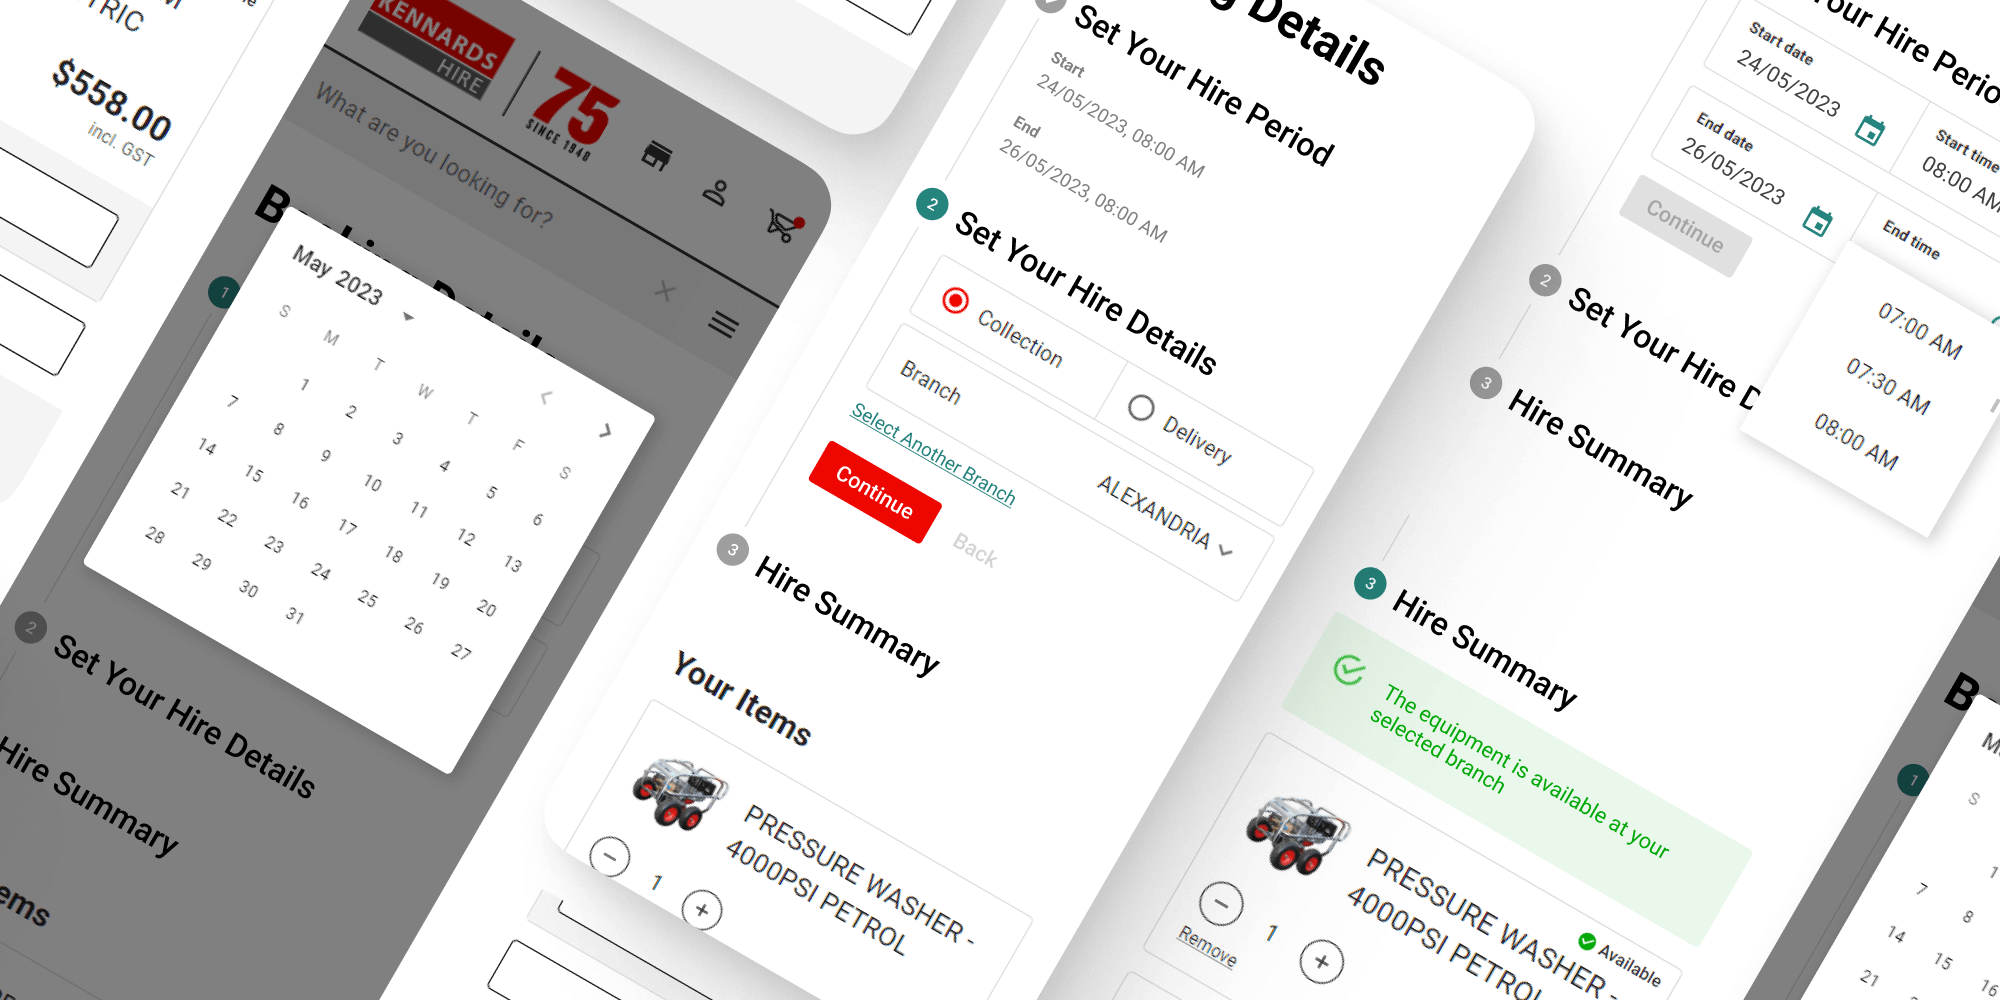 TRIC
$558.00
incl. GST
KENNARDS
HIRE
75
SINCE 1948
What are you looking for?
May 2023
S M T W T F S
1 2 3 4 5 6
7 8 9 10 11 12 13
14 15 16 17 18 19 20
21 22 23 24 25 26 27
28 29 30 31
1
2
Set Your Hire Details
Hire Summary
ems
Details
Set Your Hire Period
Start
24/05/2023, 08:00 AM
End
26/05/2023, 08:00 AM
2
Set Your Hire Details
Collection
Delivery
Branch
ALEXANDRIA
Select Another Branch
Continue
Back
3
Hire Summary
Your Items
PRESSURE WASHER -
4000PSI PETROL
1
our Hire Perio
Start date
24/05/2023
Start time
08:00 AM
End date
26/05/2023
End time
Continue
07:00 AM
07:30 AM
08:00 AM
2
Set Your Hire D
3
Hire Summary
3
Hire Summary
The equipment is available at your
selected branch
PRESSURE WASHER -
4000PSI PETROL
1
Remove
Available
B
1
S
1
7 8
14 15 16
21